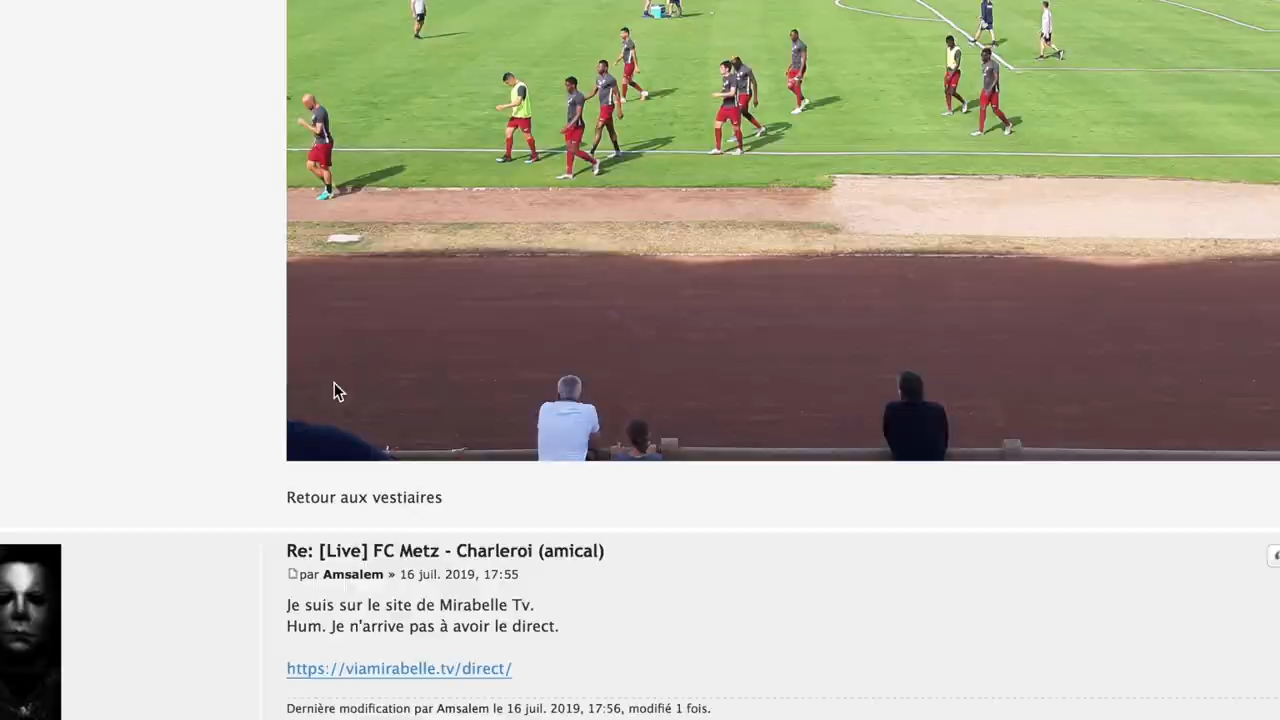 Retour aux vestiaires
Re: [Live] FC Metz - Charleroi (amical)
par Amsalem » 16 juil. 2019, 17:55
Je suis sur le site de Mirabelle Tv.
Hum. Je n'arrive pas à avoir le direct.
https://viamirabelle.tv/direct/
Dernière modification par Amsalem le 16 juil. 2019, 17:56, modifié 1 fois.